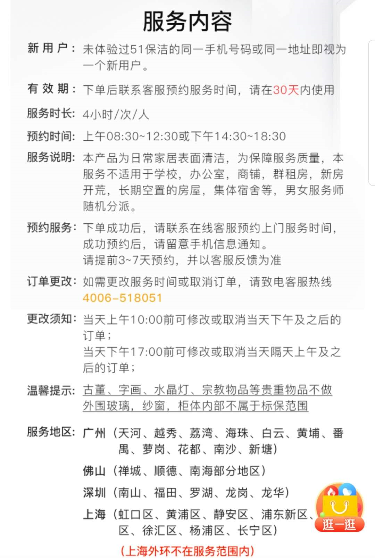 服务内容
新用户：未体验过51保洁的同一手机号码或同一地址即视为
一个新用户。
有效期：下单后联系客服预约服务时间，请在30天内使用
服务时长：4小时/次/人
预约时间：上午08:30~12:30或下午14:30~18:30
服务说明：本产品为日常家居表面清洁，为保障服务质量，本
服务不适用于学校，办公室，商铺，群租房，新房
开荒，长期空置的房屋，集体宿舍等，男女服务师
随机分派。
预约服务：下单成功后，请联系在线客服预约上门服务时间，
成功预约后，请留意手机信息通知。
请提前3~7天预约，并以客服反馈为准
订单更改：如需更改服务时间或取消订单，请致电客服热线
4006-518051
更改须知：当天上午10:00前可修改或取消当天下午及之后的
订单；
当天下午17:00前可修改或取消当天隔天上午及之
后的订单；
温馨提示：古董、字画、水晶灯、宗教物品等贵重物品不做
外围玻璃，纱窗，柜体内部不属于标保范围
服务地区：广州（天河、越秀、荔湾、海珠、白云、黄埔、番
禺、萝岗、花都、南沙、新塘）
佛山（禅城、顺德、南海部分地区）
深圳（南山、福田、罗湖、龙岗、龙华）
上海（虹口区、黄浦区、静安区、浦东新区、
区、徐汇区、杨浦区、长宁区）
（上海外环不在服务范围内）
逛一逛